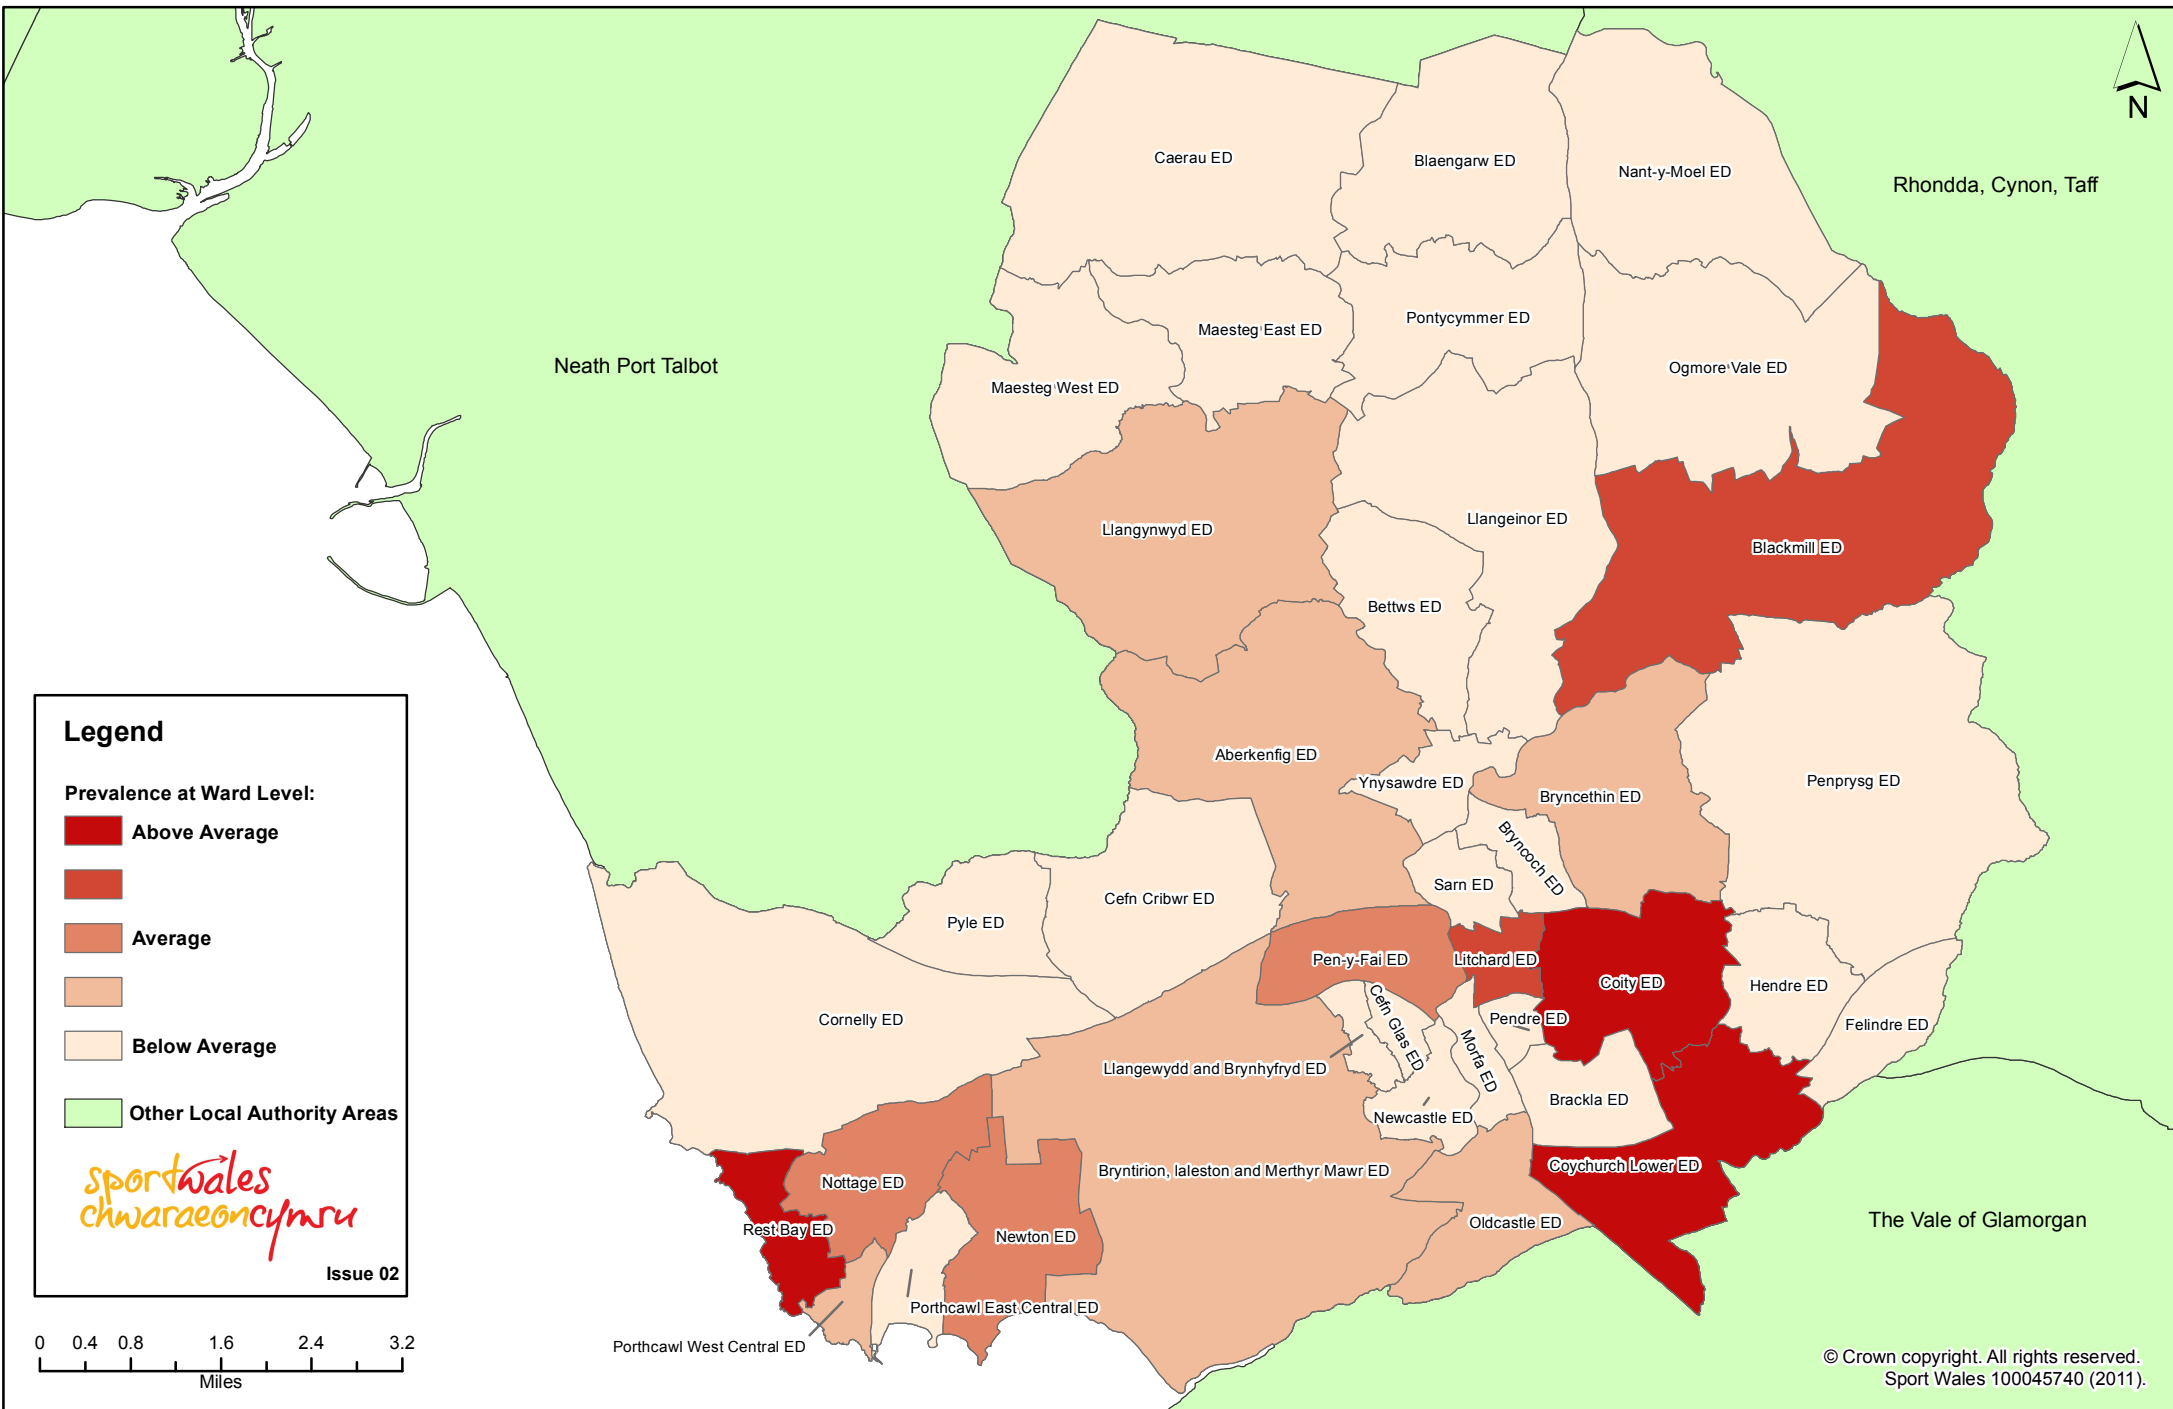 N
Caerau ED
Blaengarw ED
Nant-y-Moel ED
Rhondda, Cynon, Taff
Maesteg East ED
Pontycymmer ED
Neath Port Talbot
Maesteg West ED
Ogmore Vale ED
Llangynwyd ED
Llangeinor ED
Blackmill ED
Bettws ED
Aberkenfig ED
Ynysawdre ED
Bryncethin ED
Penprysg ED
Bryncoch ED
Sarn ED
Cefn Cribwr ED
Pyle ED
Pen-y-Fai ED
Litchard ED
Coity ED
Hendre ED
Cefn Glas ED
Cornelly ED
Pendre ED
Felindre ED
Morfa ED
Llangewydd and Brynhyfryd ED
Brackla ED
Newcastle ED
Coychurch Lower ED
Bryntirion, laleston and Merthyr Mawr ED
Nottage ED
Rest Bay ED
Newton ED
Oldcastle ED
The Vale of Glamorgan
Porthcawl East Central ED
Porthcawl West Central ED
Legend
Prevalence at Ward Level:
Above Average
Average
Below Average
Other Local Authority Areas
sportwales
chwaraeoncymru
Issue 02
0 0.4 0.8 1.6 2.4 3.2
Miles
© Crown copyright. All rights reserved.
Sport Wales 100045740 (2011).